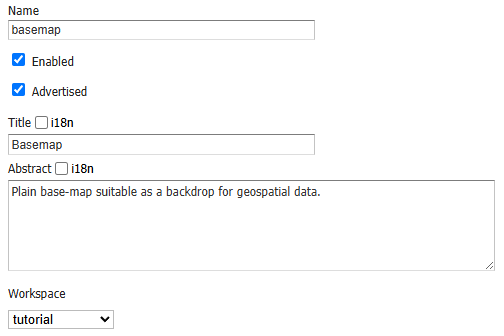 Name
basemap
Enabled
Advertised
Title i18n
Basemap
Abstract i18n
Plain base-map suitable as a backdrop for geospatial data.
Workspace
tutorial